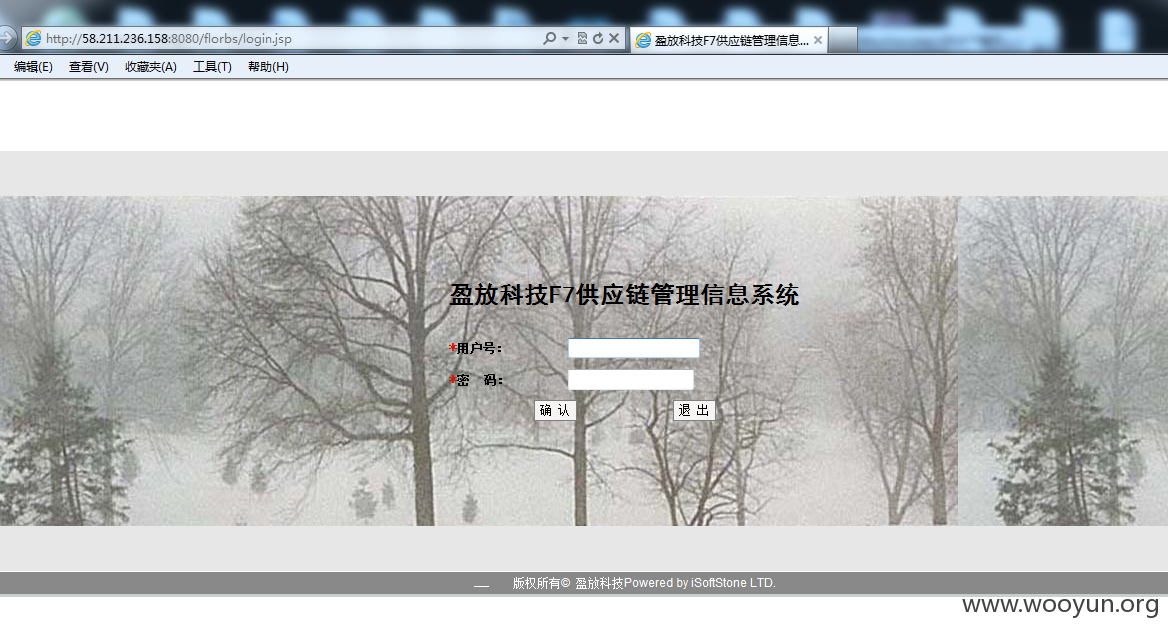 http://58.211.236.158:8080/florbs/login.jsp
盈放科技F7供应链管理信息...
编辑(E) 查看(V) 收藏夹(A) 工具(T) 帮助(H)
盈放科技F7供应链管理信息系统
*用户号:
*密 码:
确 认 退 出
版权所有© 盈放科技Powered by iSoftStone LTD.
www.wooyun.org